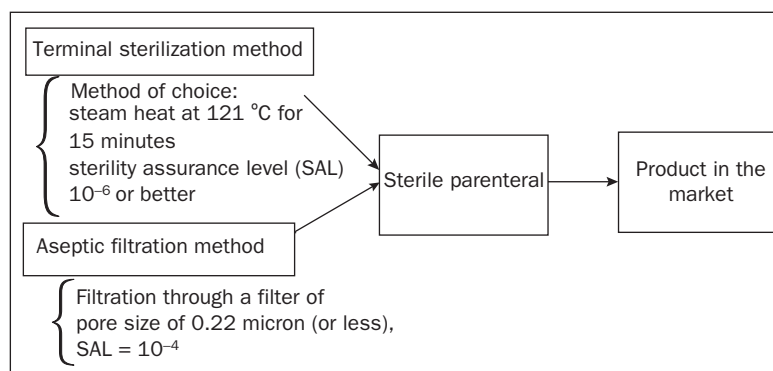 Terminal sterilization method
Method of choice:
steam heat at 121 °C for
15 minutes
sterility assurance level (SAL)
10⁻⁶ or better
Aseptic filtration method
Filtration through a filter of
pore size of 0.22 micron (or less),
SAL = 10⁻⁴
Sterile parenteral
Product in the
market